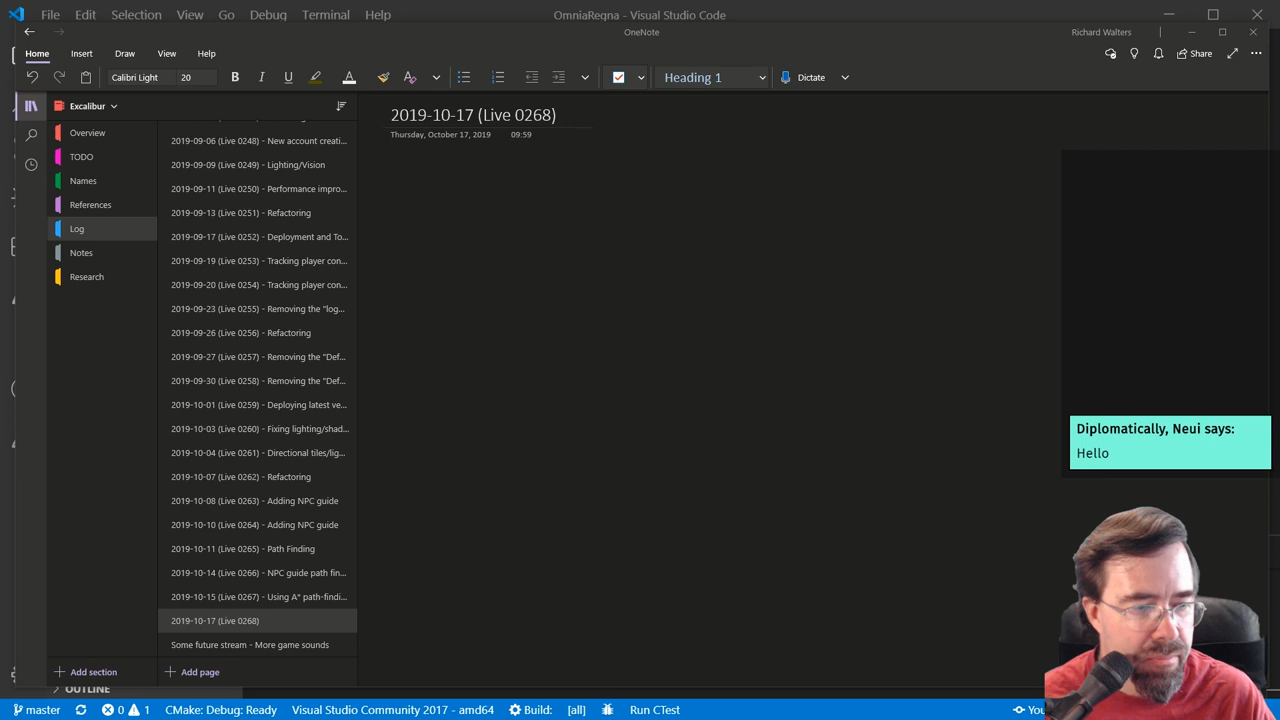 File Edit Selection View Go Debug Terminal Help
OmniaRegna - Visual Studio Code
OneNote
Richard Walters
Home Insert Draw View Help
Share
Calibri Light 20 B I U A
Heading 1
Dictate
Excalibur
Overview
TODO
Names
References
Log
Notes
Research
2019-09-06 (Live 0248) - New account creati...
2019-09-09 (Live 0249) - Lighting/Vision
2019-09-11 (Live 0250) - Performance impro...
2019-09-13 (Live 0251) - Refactoring
2019-09-17 (Live 0252) - Deployment and To...
2019-09-19 (Live 0253) - Tracking player con...
2019-09-20 (Live 0254) - Tracking player con...
2019-09-23 (Live 0255) - Removing the "log...
2019-09-26 (Live 0256) - Refactoring
2019-09-27 (Live 0257) - Removing the "Def...
2019-09-30 (Live 0258) - Removing the "Def...
2019-10-01 (Live 0259) - Deploying latest ve...
2019-10-03 (Live 0260) - Fixing lighting/shad...
2019-10-04 (Live 0261) - Directional tiles/lig...
2019-10-07 (Live 0262) - Refactoring
2019-10-08 (Live 0263) - Adding NPC guide
2019-10-10 (Live 0264) - Adding NPC guide
2019-10-11 (Live 0265) - Path Finding
2019-10-14 (Live 0266) - NPC guide path fin...
2019-10-15 (Live 0267) - Using A* path-findi...
2019-10-17 (Live 0268)
Some future stream - More game sounds
Add section
Add page
2019-10-17 (Live 0268)
Thursday, October 17, 2019 09:59
Diplomatically, Neui says:
Hello
OUTLINE
master 0 1 CMake: Debug: Ready Visual Studio Community 2017 - amd64 Build: [all] Run CTest